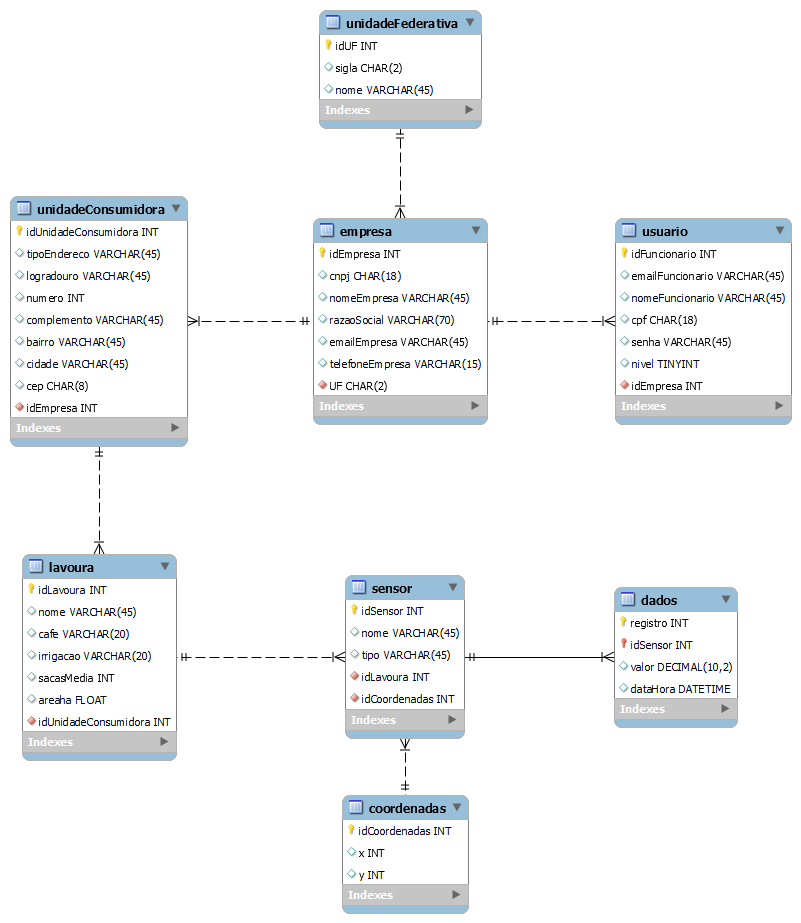 unidadeFederativa
idUF INT
sigla CHAR(2)
nome VARCHAR(45)
Indexes
unidadeConsumidora
idUnidadeConsumidora INT
tipoEndereco VARCHAR(45)
logradouro VARCHAR(45)
numero INT
complemento VARCHAR(45)
bairro VARCHAR(45)
cidade VARCHAR(45)
cep CHAR(8)
idEmpresa INT
Indexes
empresa
idEmpresa INT
cnpj CHAR(18)
nomeEmpresa VARCHAR(45)
razaoSocial VARCHAR(70)
emailEmpresa VARCHAR(45)
telefoneEmpresa VARCHAR(15)
UF CHAR(2)
Indexes
usuario
idFuncionario INT
emailFuncionario VARCHAR(45)
nomeFuncionario VARCHAR(45)
cpf CHAR(18)
senha VARCHAR(45)
nivel TINYINT
idEmpresa INT
Indexes
lavoura
idLavoura INT
nome VARCHAR(45)
cafe VARCHAR(20)
irrigacao VARCHAR(20)
sacasMedia INT
areaha FLOAT
idUnidadeConsumidora INT
Indexes
sensor
idSensor INT
nome VARCHAR(45)
tipo VARCHAR(45)
idLavoura INT
idCoordenadas INT
Indexes
dados
registro INT
idSensor INT
valor DECIMAL(10,2)
dataHora DATETIME
Indexes
coordenadas
idCoordenadas INT
x INT
y INT
Indexes